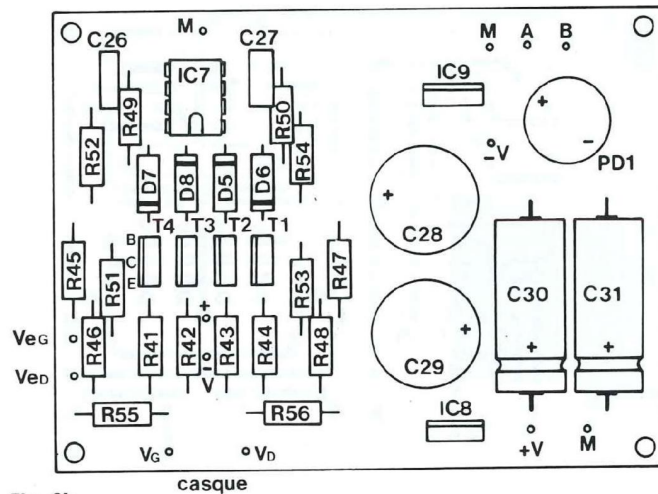 M
C26
C27
M A B
IC7
IC9
R49
R50
R52
R54
-V
PD1
+
-
D7 D8 D5 D6
T4 T3 T2 T1
B
C
E
+
C28
R45
R51
R53
R47
C30
C31
+
VeG
R46
R41
R42
R43
R44
R48
+
-
V
C29
+
+
VeD
R55
R56
IC8
+V
M
VG
VD
casque